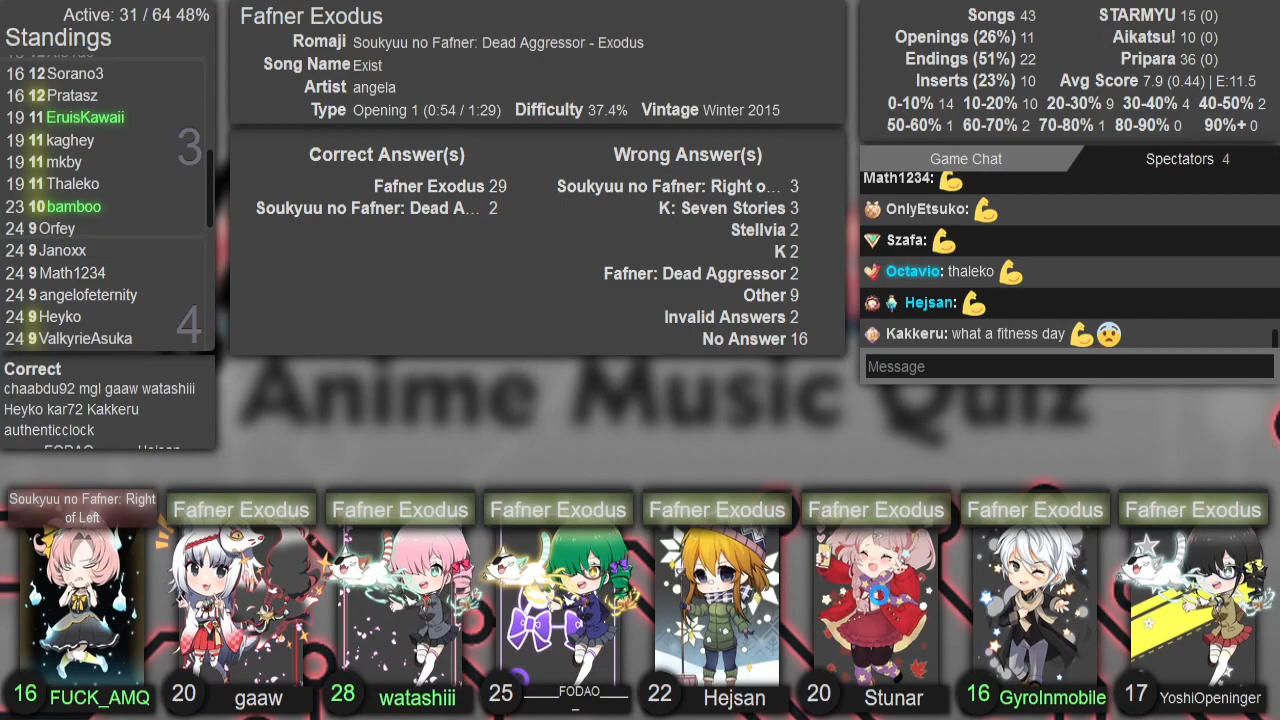 Active: 31 / 64 48%
Standings
16 12 Sorano3
16 12 Pratasz
19 11 EruisKawaii
19 11 kaghey
3
19 11 mkby
19 11 Thaleko
23 10 bamboo
24 9 Orfey
24 9 Janoxx
24 9 Math1234
24 9 angelofeternity
24 9 Heyko
4
24 9 ValkyrieAsuka
Correct
chaabdu92 mgl gaaw watashiii
Heyko kar72 Kakkeru
authenticclock
Fafner Exodus
Romaji Soukyuu no Fafner: Dead Aggressor - Exodus
Song Name Exist
Artist angela
Type Opening 1 (0:54 / 1:29) Difficulty 37.4% Vintage Winter 2015
Correct Answer(s)
Fafner Exodus 29
Soukyuu no Fafner: Dead A... 2
Wrong Answer(s)
Soukyuu no Fafner: Right o... 3
K: Seven Stories 3
Stellvia 2
K 2
Fafner: Dead Aggressor 2
Other 9
Invalid Answers 2
No Answer 16
Songs 43 STARMYU 15 (0)
Openings (26%) 11 Aikatsu! 10 (0)
Endings (51%) 22 Pripara 36 (0)
Inserts (23%) 10 Avg Score 7.9 (0.44) | E:11.5
0-10% 14 10-20% 10 20-30% 9 30-40% 4 40-50% 2
50-60% 1 60-70% 2 70-80% 1 80-90% 0 90%+ 0
Game Chat Spectators 4
Math1234: 💪
OnlyEtsuko: 💪
Szafa: 💪
Octavio: thaleko 💪
Hejsan: 💪
Kakkeru: what a fitness day 💪😨
Message
Anime Music Quiz
Soukyuu no Fafner: Right
of Left
Fafner Exodus
Fafner Exodus
Fafner Exodus
Fafner Exodus
Fafner Exodus
Fafner Exodus
Fafner Exodus
16 FUCK_AMQ
20 gaaw
28 watashiii
25 _____FODAO____
_
22 Hejsan
20 Stunar
16 GyroInmobile
17 YoshiOpeninger